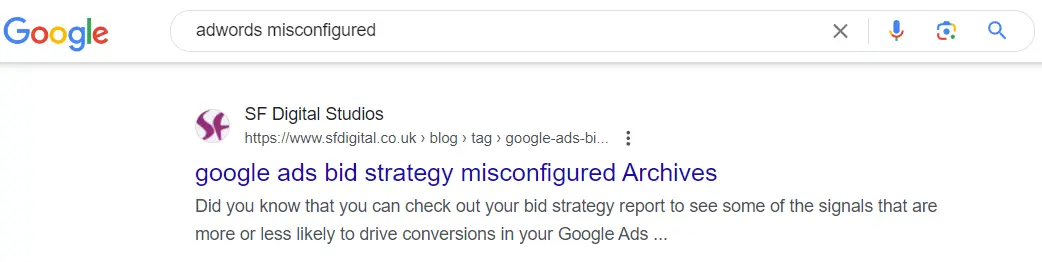 Google
adwords misconfigured
SF
SF Digital Studios
https://www.sfdigital.co.uk › blog › tag › google-ads-bi...
google ads bid strategy misconfigured Archives
Did you know that you can check out your bid strategy report to see some of the signals that are
more or less likely to drive conversions in your Google Ads ...